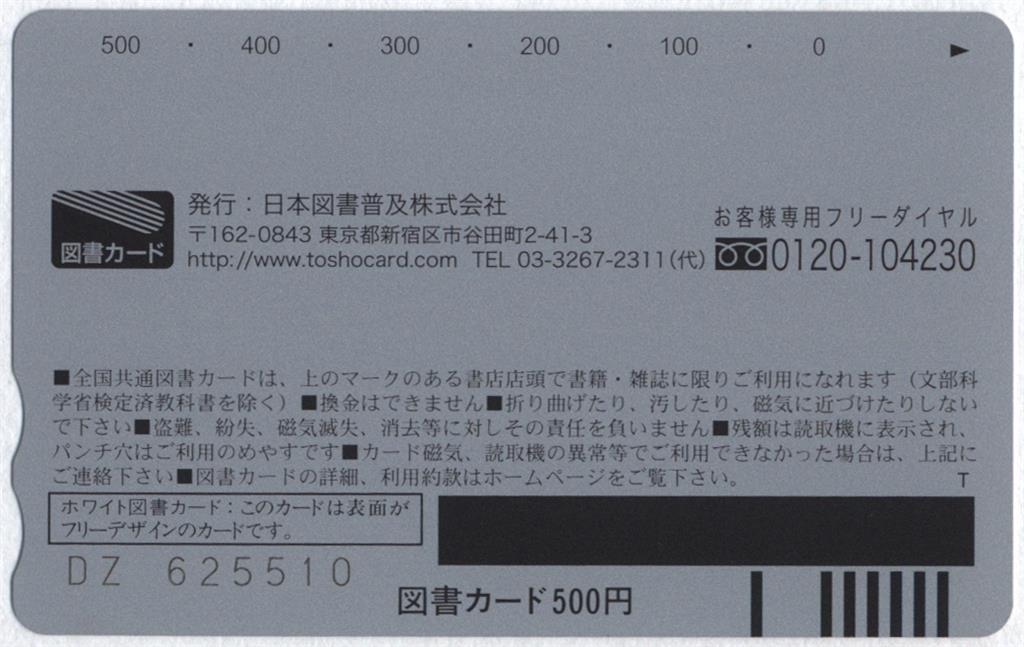 500 ・ 400 ・ 300 ・ 200 ・ 100 ・ 0 ▶
図書カード
発行：日本図書普及株式会社
〒162-0843 東京都新宿区市谷田町2-41-3
http://www.toshocard.com TEL 03-3267-2311(代)
お客様専用フリーダイヤル
0120-104230
■全国共通図書カードは、上のマークのある書店店頭で書籍・雑誌に限りご利用になれます（文部科
学省検定済教科書を除く）■換金はできません■折り曲げたり、汚したり、磁気に近づけたりしない
で下さい■盗難、紛失、磁気滅失、消去等に対しその責任を負いません■残額は読取機に表示され、
パンチ穴はご利用のめやすです■カード磁気、読取機の異常等でご利用できなかった場合は、上記に
ご連絡下さい■図書カードの詳細、利用約款はホームページをご覧下さい。
T
ホワイト図書カード：このカードは表面が
フリーデザインのカードです。
DZ 625510
図書カード500円